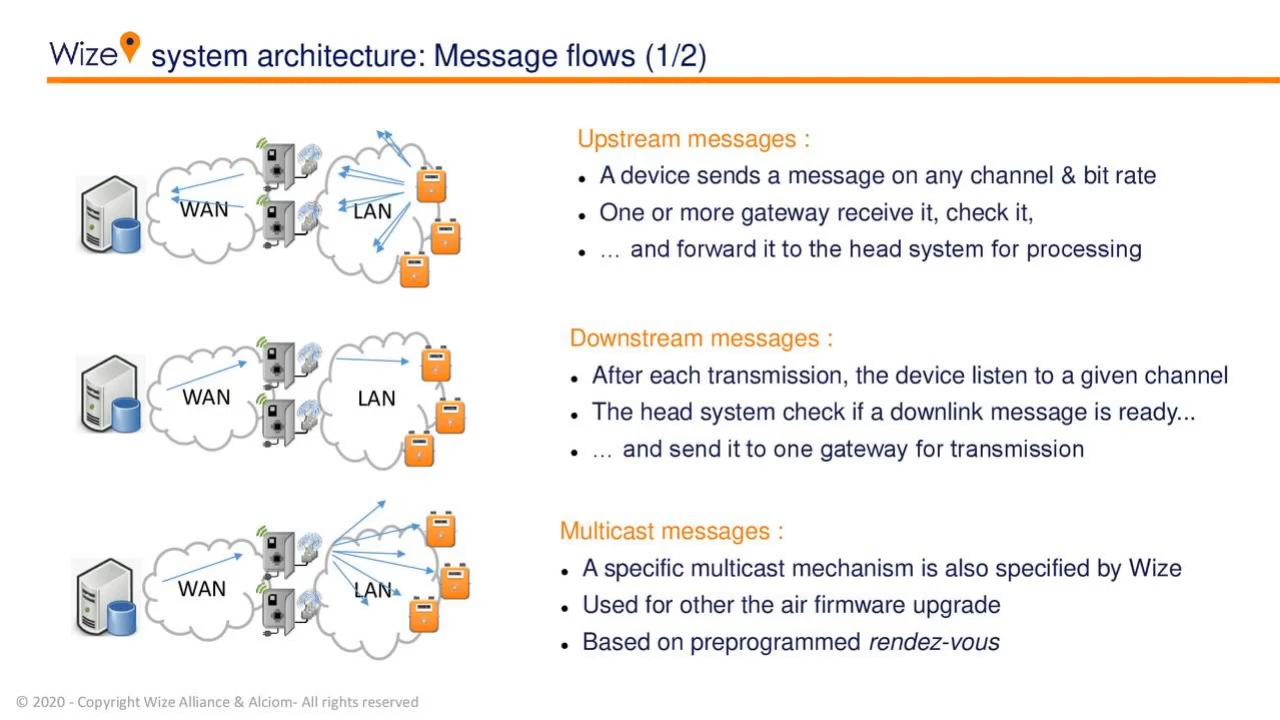 Wize system architecture: Message flows (1/2)
WAN
LAN
Upstream messages :
• A device sends a message on any channel & bit rate
• One or more gateway receive it, check it,
• … and forward it to the head system for processing
WAN
LAN
Downstream messages :
• After each transmission, the device listen to a given channel
• The head system check if a downlink message is ready...
• … and send it to one gateway for transmission
WAN
LAN
Multicast messages :
• A specific multicast mechanism is also specified by Wize
• Used for other the air firmware upgrade
• Based on preprogrammed rendez-vous
© 2020 - Copyright Wize Alliance & Alciom- All rights reserved